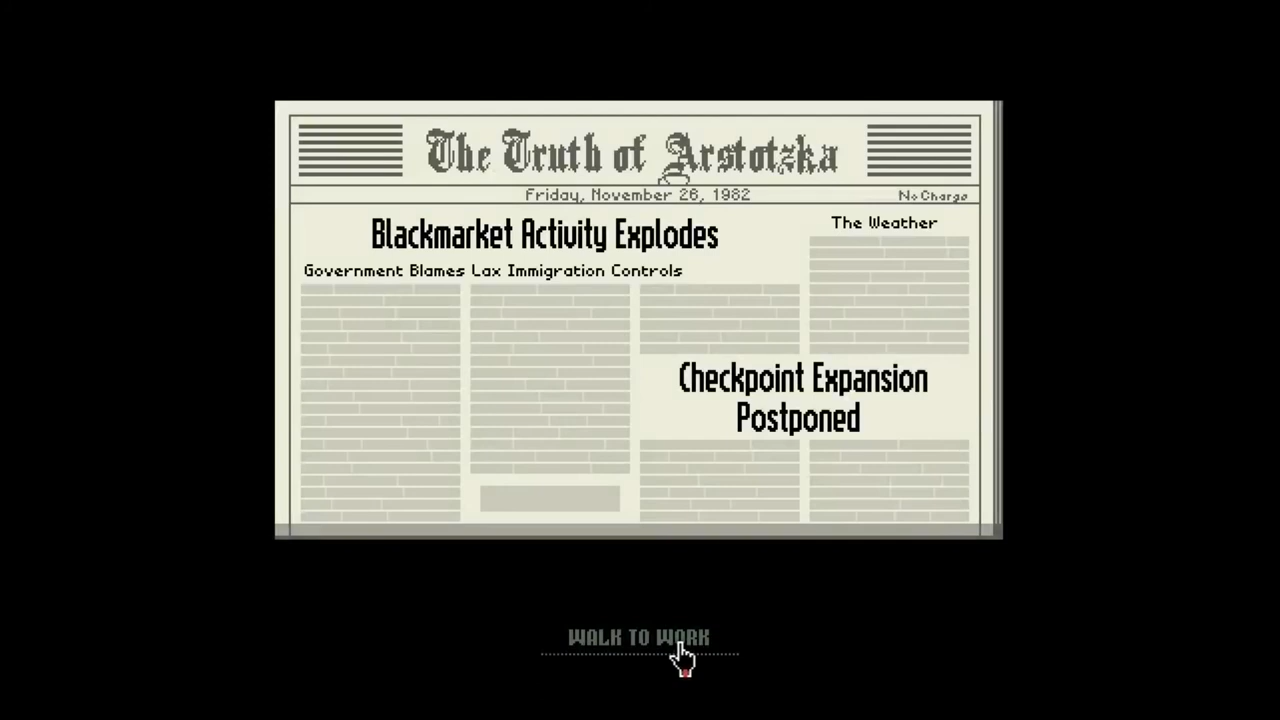 The Truth of Arstotzka
Friday, November 26, 1982
No Charge
Blackmarket Activity Explodes
Government Blames Lax Immigration Controls
The Weather
Checkpoint Expansion
Postponed
WALK TO WORK